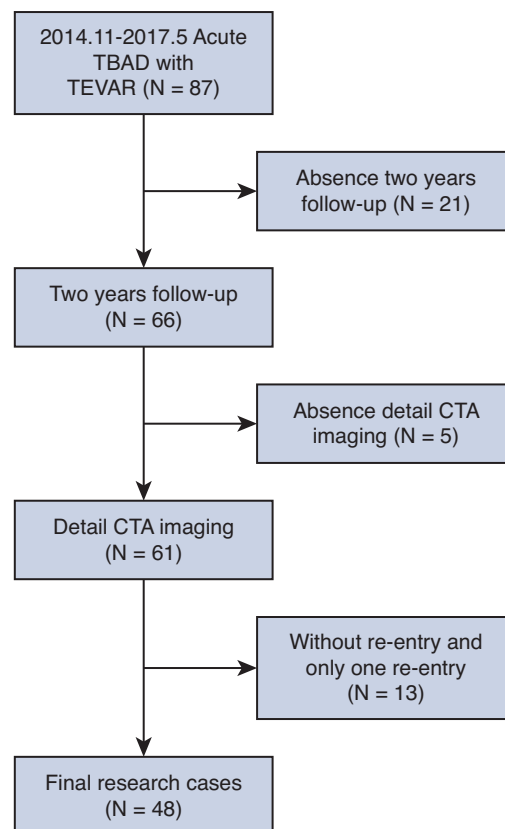 2014.11-2017.5 Acute
TBAD with
TEVAR (N = 87)
Absence two years
follow-up (N = 21)
Two years follow-up
(N = 66)
Absence detail CTA
imaging (N = 5)
Detail CTA imaging
(N = 61)
Without re-entry and
only one re-entry
(N = 13)
Final research cases
(N = 48)